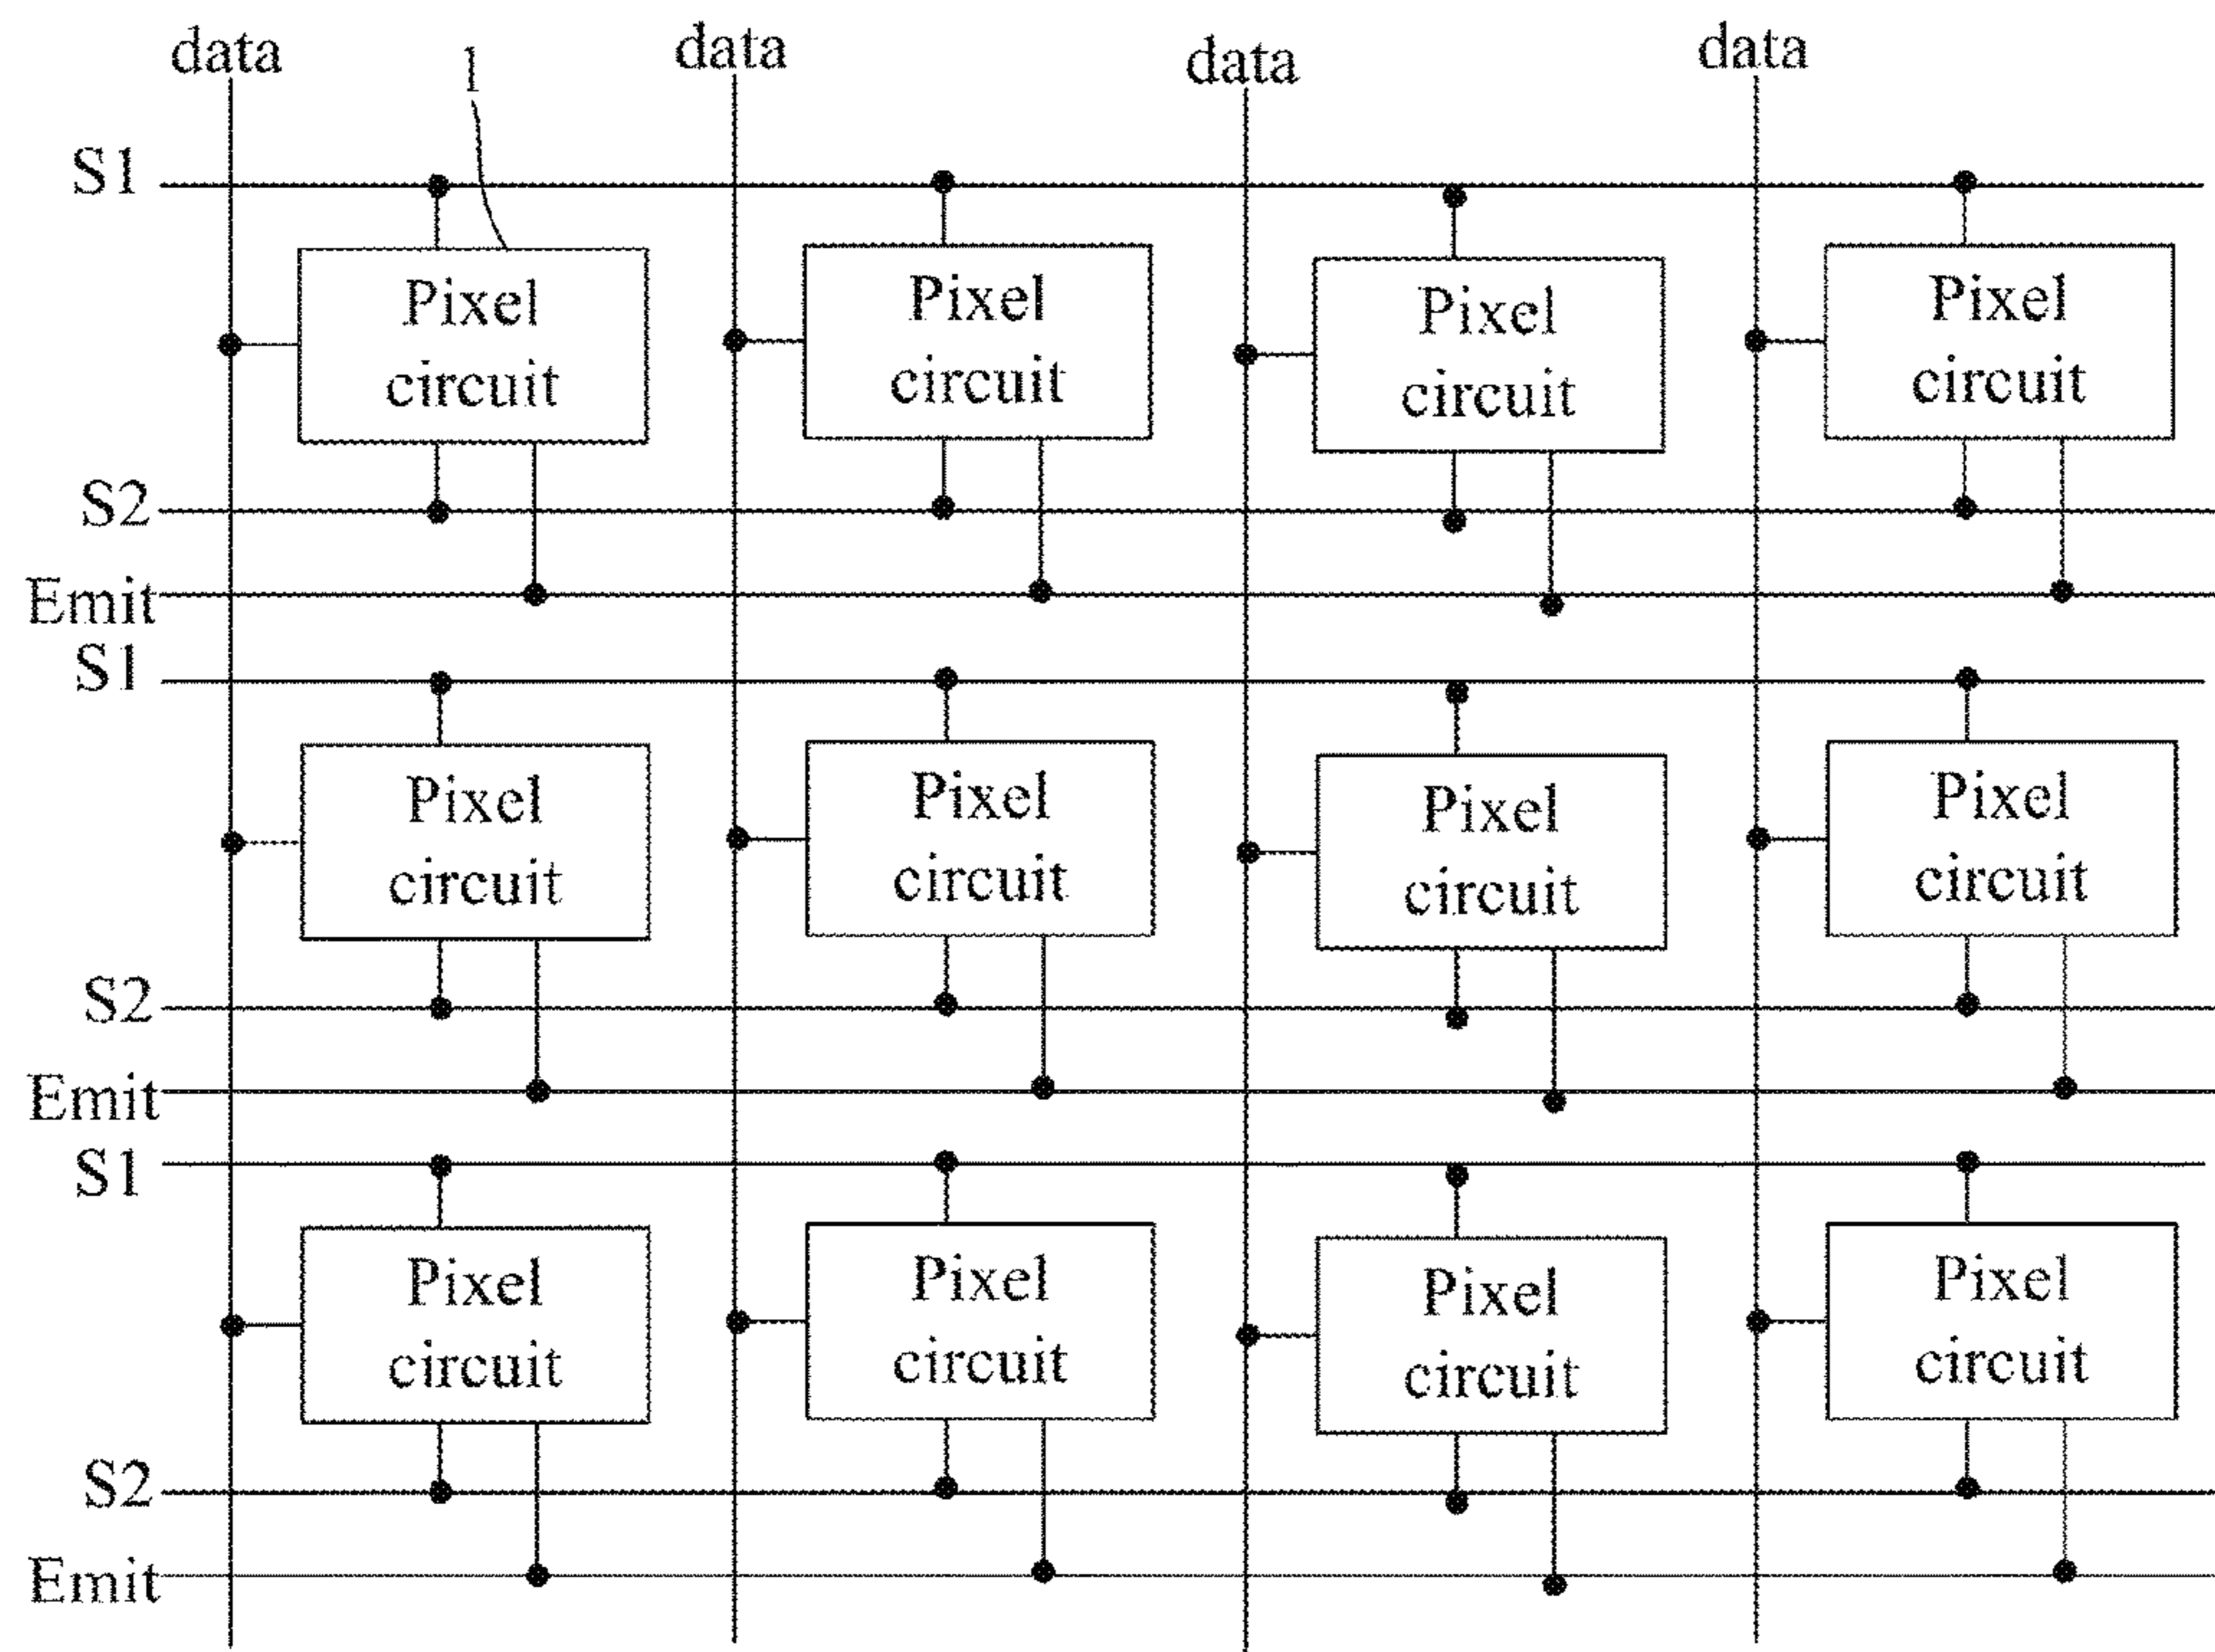 data 1 data data data
S1
Pixel Pixel Pixel Pixel
circuit circuit circuit circuit
S2
Emit
S1
Pixel Pixel Pixel Pixel
circuit circuit circuit circuit
S2
Emit
S1
Pixel Pixel Pixel Pixel
circuit circuit circuit circuit
S2
Emit